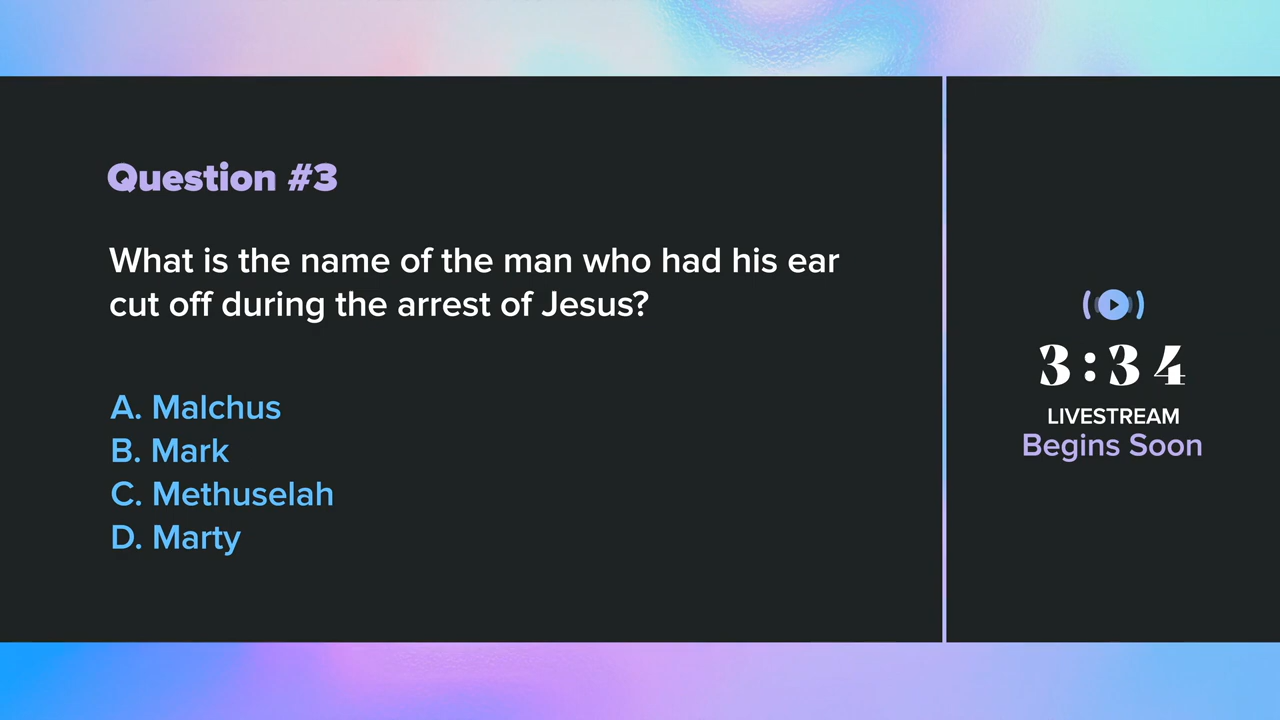 Question #3
What is the name of the man who had his ear
cut off during the arrest of Jesus?
A. Malchus
B. Mark
C. Methuselah
D. Marty
3:34
LIVESTREAM
Begins Soon